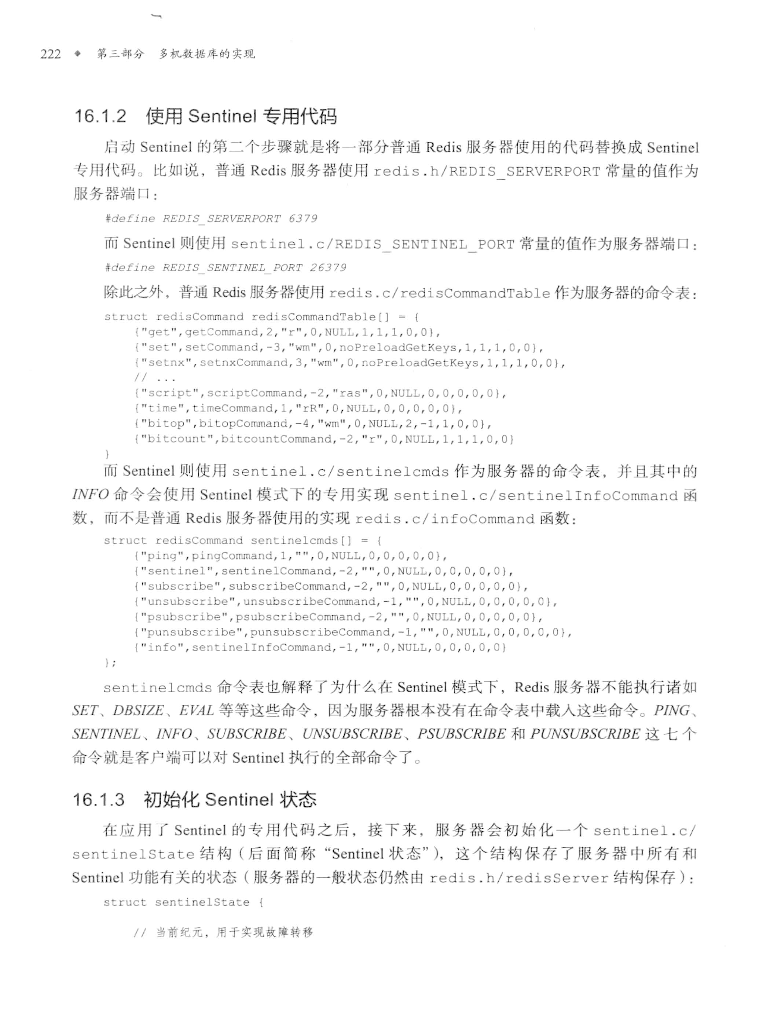 222 ◆ 第三部分 多机数据库的实现
16.1.2 使用 Sentinel 专用代码
启动 Sentinel 的第二个步骤就是将一部分普通 Redis 服务器使用的代码替换成 Sentinel
专用代码。比如说，普通 Redis 服务器使用 redis.h/REDIS_SERVERPORT 常量的值作为
服务器端口：
#define REDIS_SERVERPORT 6379
而 Sentinel 则使用 sentinel.c/REDIS_SENTINEL_PORT 常量的值作为服务器端口：
#define REDIS_SENTINEL_PORT 26379
除此之外，普通 Redis 服务器使用 redis.c/redisCommandTable 作为服务器的命令表：
struct redisCommand redisCommandTable[] = {
{"get",getCommand,2,"r",0,NULL,1,1,1,0,0},
{"set",setCommand,-3,"wm",0,noPreloadGetKeys,1,1,1,0,0},
{"setnx",setnxCommand,3,"wm",0,noPreloadGetKeys,1,1,1,0,0},
// ...
{"script",scriptCommand,-2,"ras",0,NULL,0,0,0,0,0},
{"time",timeCommand,1,"rR",0,NULL,0,0,0,0,0},
{"bitop",bitopCommand,-4,"wm",0,NULL,2,-1,1,0,0},
{"bitcount",bitcountCommand,-2,"r",0,NULL,1,1,1,0,0}
}
而 Sentinel 则使用 sentinel.c/sentinelcmds 作为服务器的命令表，并且其中的
INFO 命令会使用 Sentinel 模式下的专用实现 sentinel.c/sentinelInfoCommand 函
数，而不是普通 Redis 服务器使用的实现 redis.c/infoCommand 函数：
struct redisCommand sentinelcmds[] = {
{"ping",pingCommand,1,"",0,NULL,0,0,0,0,0},
{"sentinel",sentinelCommand,-2,"",0,NULL,0,0,0,0,0},
{"subscribe",subscribeCommand,-2,"",0,NULL,0,0,0,0,0},
{"unsubscribe",unsubscribeCommand,-1,"",0,NULL,0,0,0,0,0},
{"psubscribe",psubscribeCommand,-2,"",0,NULL,0,0,0,0,0},
{"punsubscribe",punsubscribeCommand,-1,"",0,NULL,0,0,0,0,0},
{"info",sentinelInfoCommand,-1,"",0,NULL,0,0,0,0,0}
};
sentinelcmds 命令表也解释了为什么在 Sentinel 模式下，Redis 服务器不能执行诸如
SET、DBSIZE、EVAL 等等这些命令，因为服务器根本没有在命令表中载入这些命令。PING、
SENTINEL、INFO、SUBSCRIBE、UNSUBSCRIBE、PSUBSCRIBE 和 PUNSUBSCRIBE 这七个
命令就是客户端可以对 Sentinel 执行的全部命令了。
16.1.3 初始化 Sentinel 状态
在应用了 Sentinel 的专用代码之后，接下来，服务器会初始化一个 sentinel.c/
sentinelState 结构（后面简称“Sentinel 状态”），这个结构保存了服务器中所有和
Sentinel 功能有关的状态（服务器的一般状态仍然由 redis.h/redisServer 结构保存）：
struct sentinelState {
// 当前纪元，用于实现故障转移